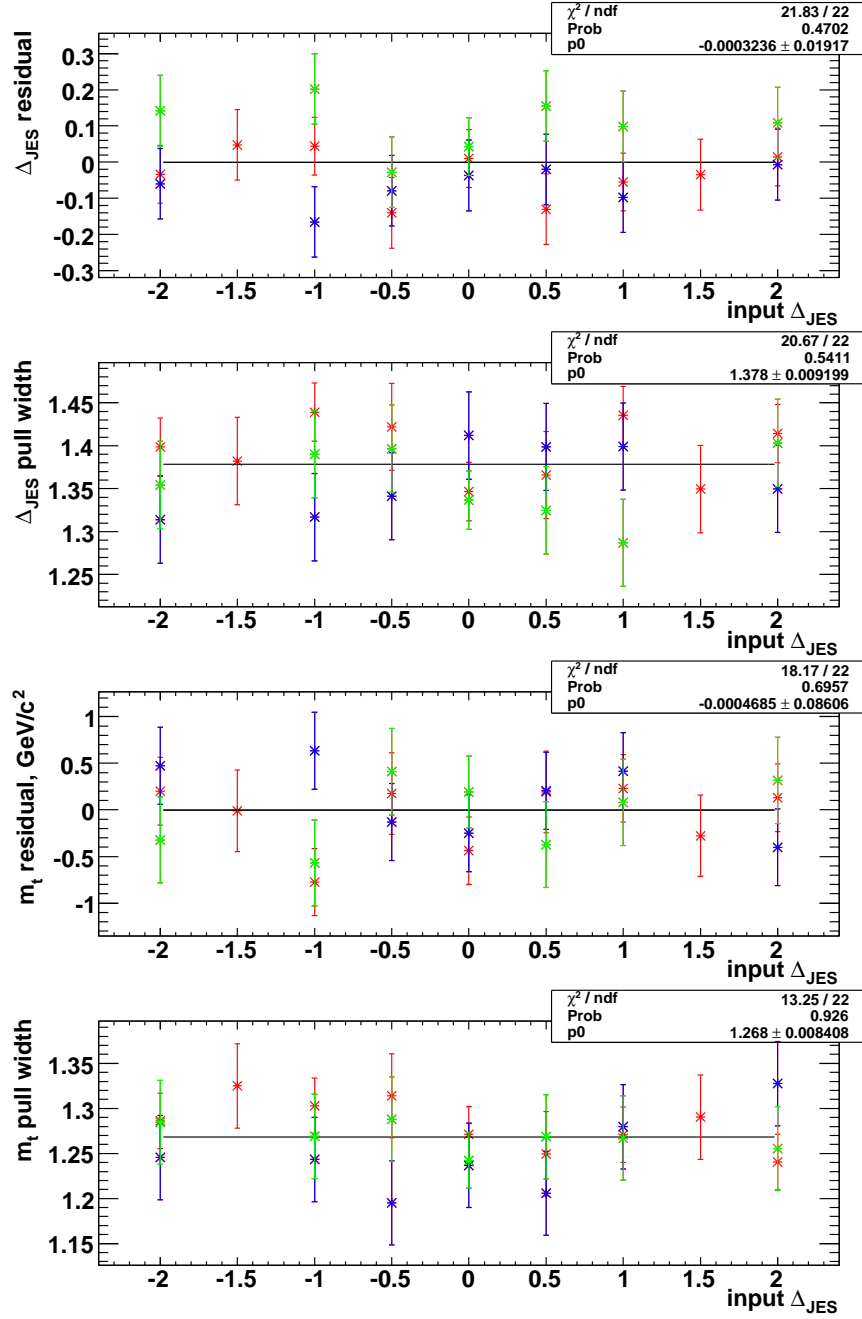 χ² / ndf 21.83 / 22
Prob 0.4702
p0 -0.0003236 ± 0.01917
Δ_JES residual
0.3
0.2
0.1
0
-0.1
-0.2
-0.3
-2 -1.5 -1 -0.5 0 0.5 1 1.5 2
input Δ_JES
χ² / ndf 20.67 / 22
Prob 0.5411
p0 1.378 ± 0.009199
Δ_JES pull width
1.45
1.4
1.35
1.3
1.25
-2 -1.5 -1 -0.5 0 0.5 1 1.5 2
input Δ_JES
χ² / ndf 18.17 / 22
Prob 0.6957
p0 -0.0004685 ± 0.08606
m_t residual, GeV/c²
1
0.5
0
-0.5
-1
-2 -1.5 -1 -0.5 0 0.5 1 1.5 2
input Δ_JES
χ² / ndf 13.25 / 22
Prob 0.926
p0 1.268 ± 0.008408
m_t pull width
1.35
1.3
1.25
1.2
1.15
-2 -1.5 -1 -0.5 0 0.5 1 1.5 2
input Δ_JES